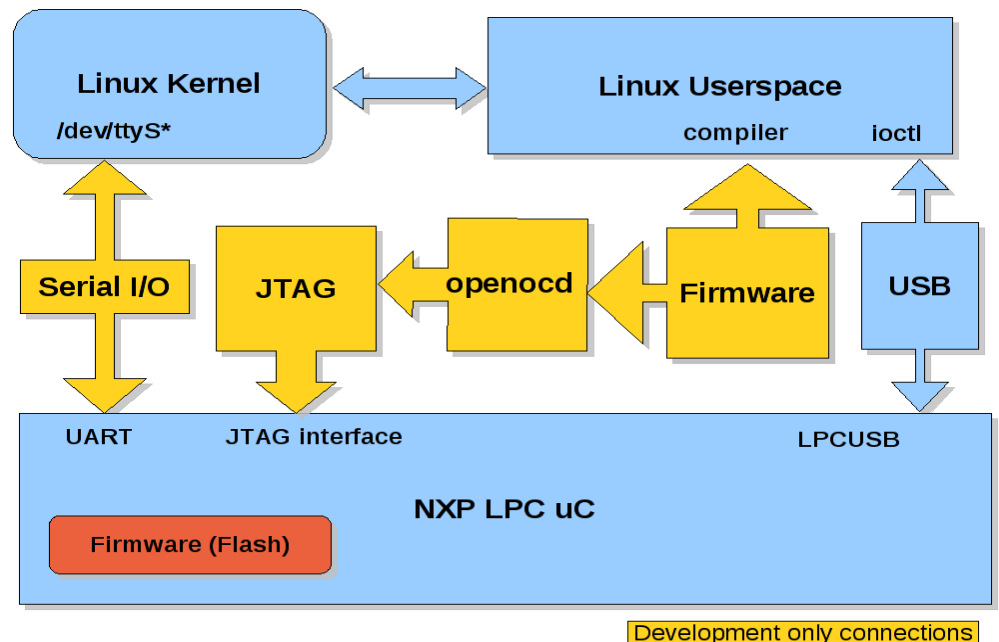 Linux Kernel
/dev/ttyS*
Linux Userspace
compiler
ioctl
Serial I/O
JTAG
openocd
Firmware
USB
UART
JTAG interface
LPCUSB
NXP LPC uC
Firmware (Flash)
Development only connections